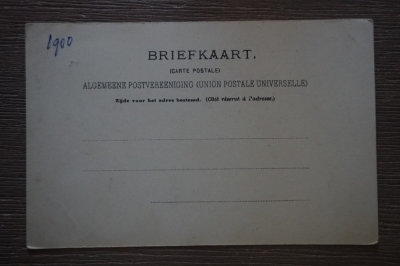 1900
BRIEFKAART,
(CARTE POSTALE)
ALGEMEENE POSTVEREENIGING (UNION POSTALE UNIVERSELLE)
Zijde voor het adres bestemd. (Côté réservé à l'adresse.)